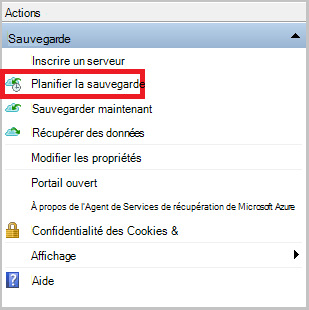 Actions
Sauvegarde
Inscrire un serveur
Planifier la sauvegarde
Sauvegarder maintenant
Récupérer des données
Modifier les propriétés
Portail ouvert
À propos de l'Agent de Services de récupération de Microsoft Azure
Confidentialité des Cookies &
Affichage
Aide